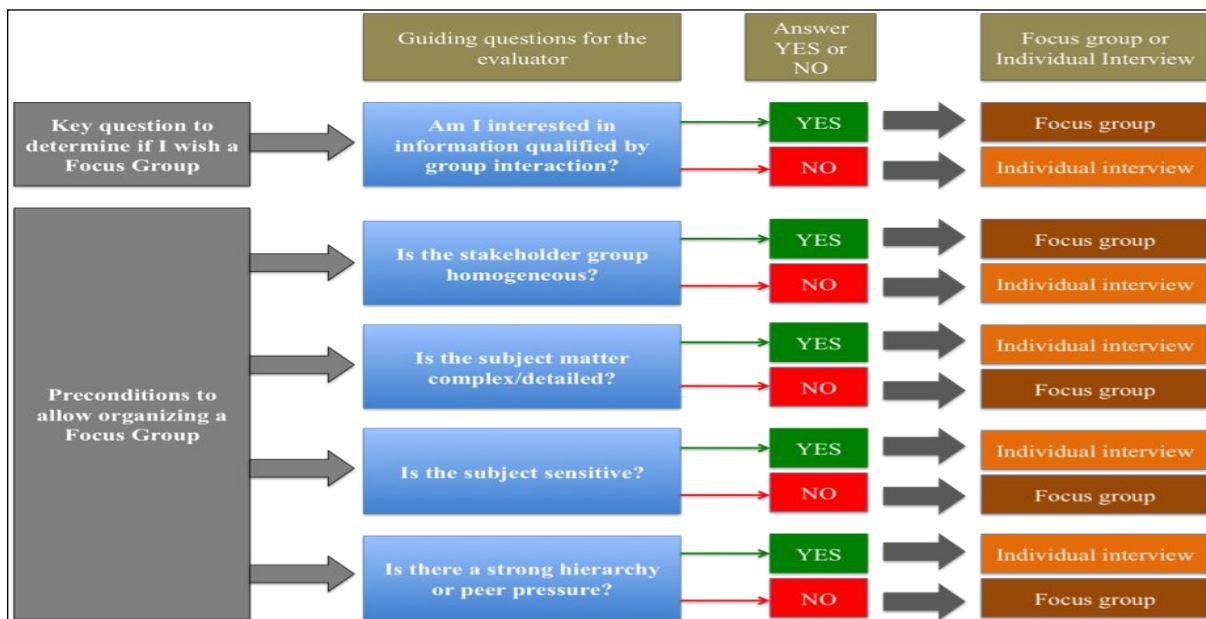 Guiding questions for the
evaluator
Answer
YES or
NO
Focus group or
Individual Interview
Key question to
determine if I wish a
Focus Group
Am I interested in
information qualified by
group interaction?
YES
Focus group
NO
Individual interview
Preconditions to
allow organizing a
Focus Group
Is the stakeholder group
homogeneous?
YES
Focus group
NO
Individual interview
Is the subject matter
complex/detailed?
YES
Individual interview
NO
Focus group
Is the subject sensitive?
YES
Individual interview
NO
Focus group
Is there a strong hierarchy
or peer pressure?
YES
Individual interview
NO
Focus group